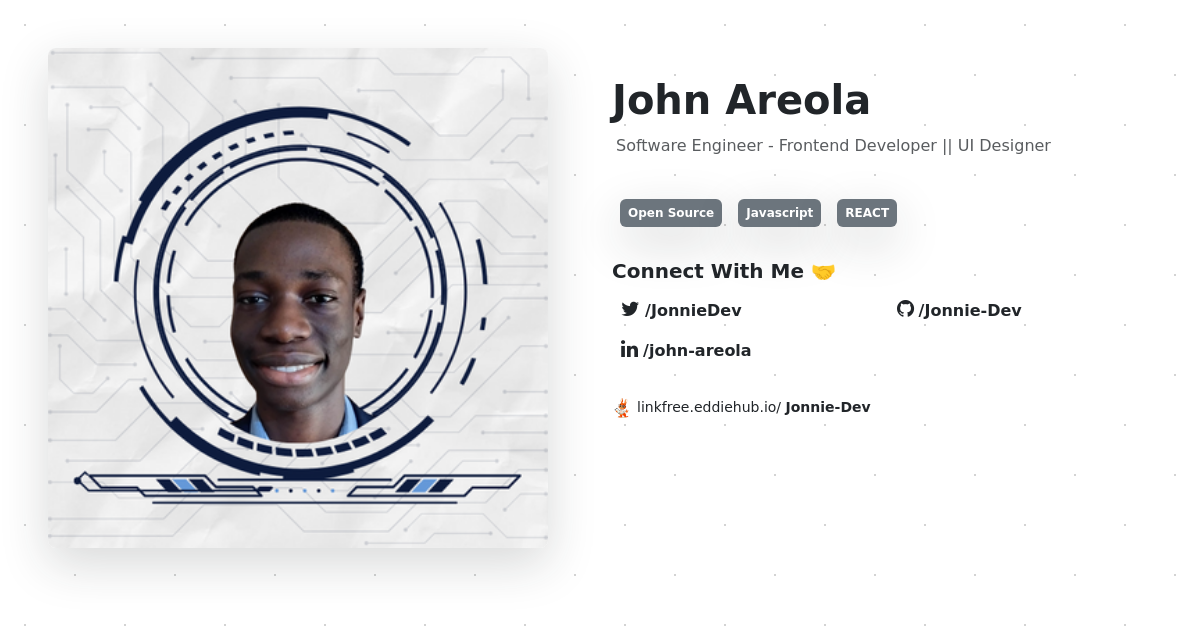 John Areola
Software Engineer - Frontend Developer || UI Designer
Open Source Javascript REACT
Connect With Me 🤝
/JonnieDev /Jonnie-Dev
/john-areola
linkfree.eddiehub.io/ Jonnie-Dev